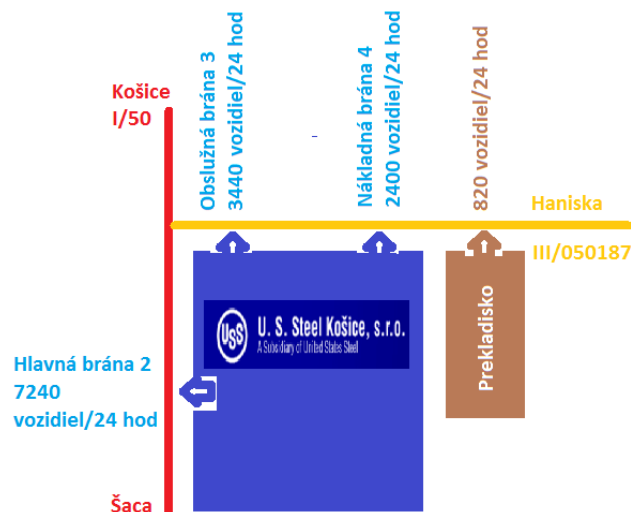 Košice
I/50
Obslužná brána 3
3440 vozidiel/24 hod
Nákladná brána 4
2400 vozidiel/24 hod
820 vozidiel/24 hod
Haniska
III/050187
USS
U. S. Steel Košice, s.r.o.
A Subsidiary of United States Steel
Prekladisko
Hlavná brána 2
7240
vozidiel/24 hod
Šaca